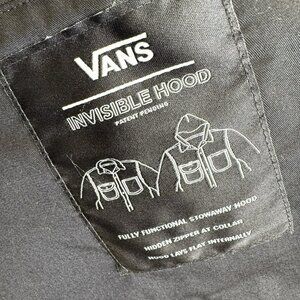 VANS
INVISIBLE HOOD
PATENT PENDING
FULLY FUNCTIONAL STOWAWAY HOOD
HIDDEN ZIPPER AT COLLAR
HOOD LAYS FLAT INTERNALLY